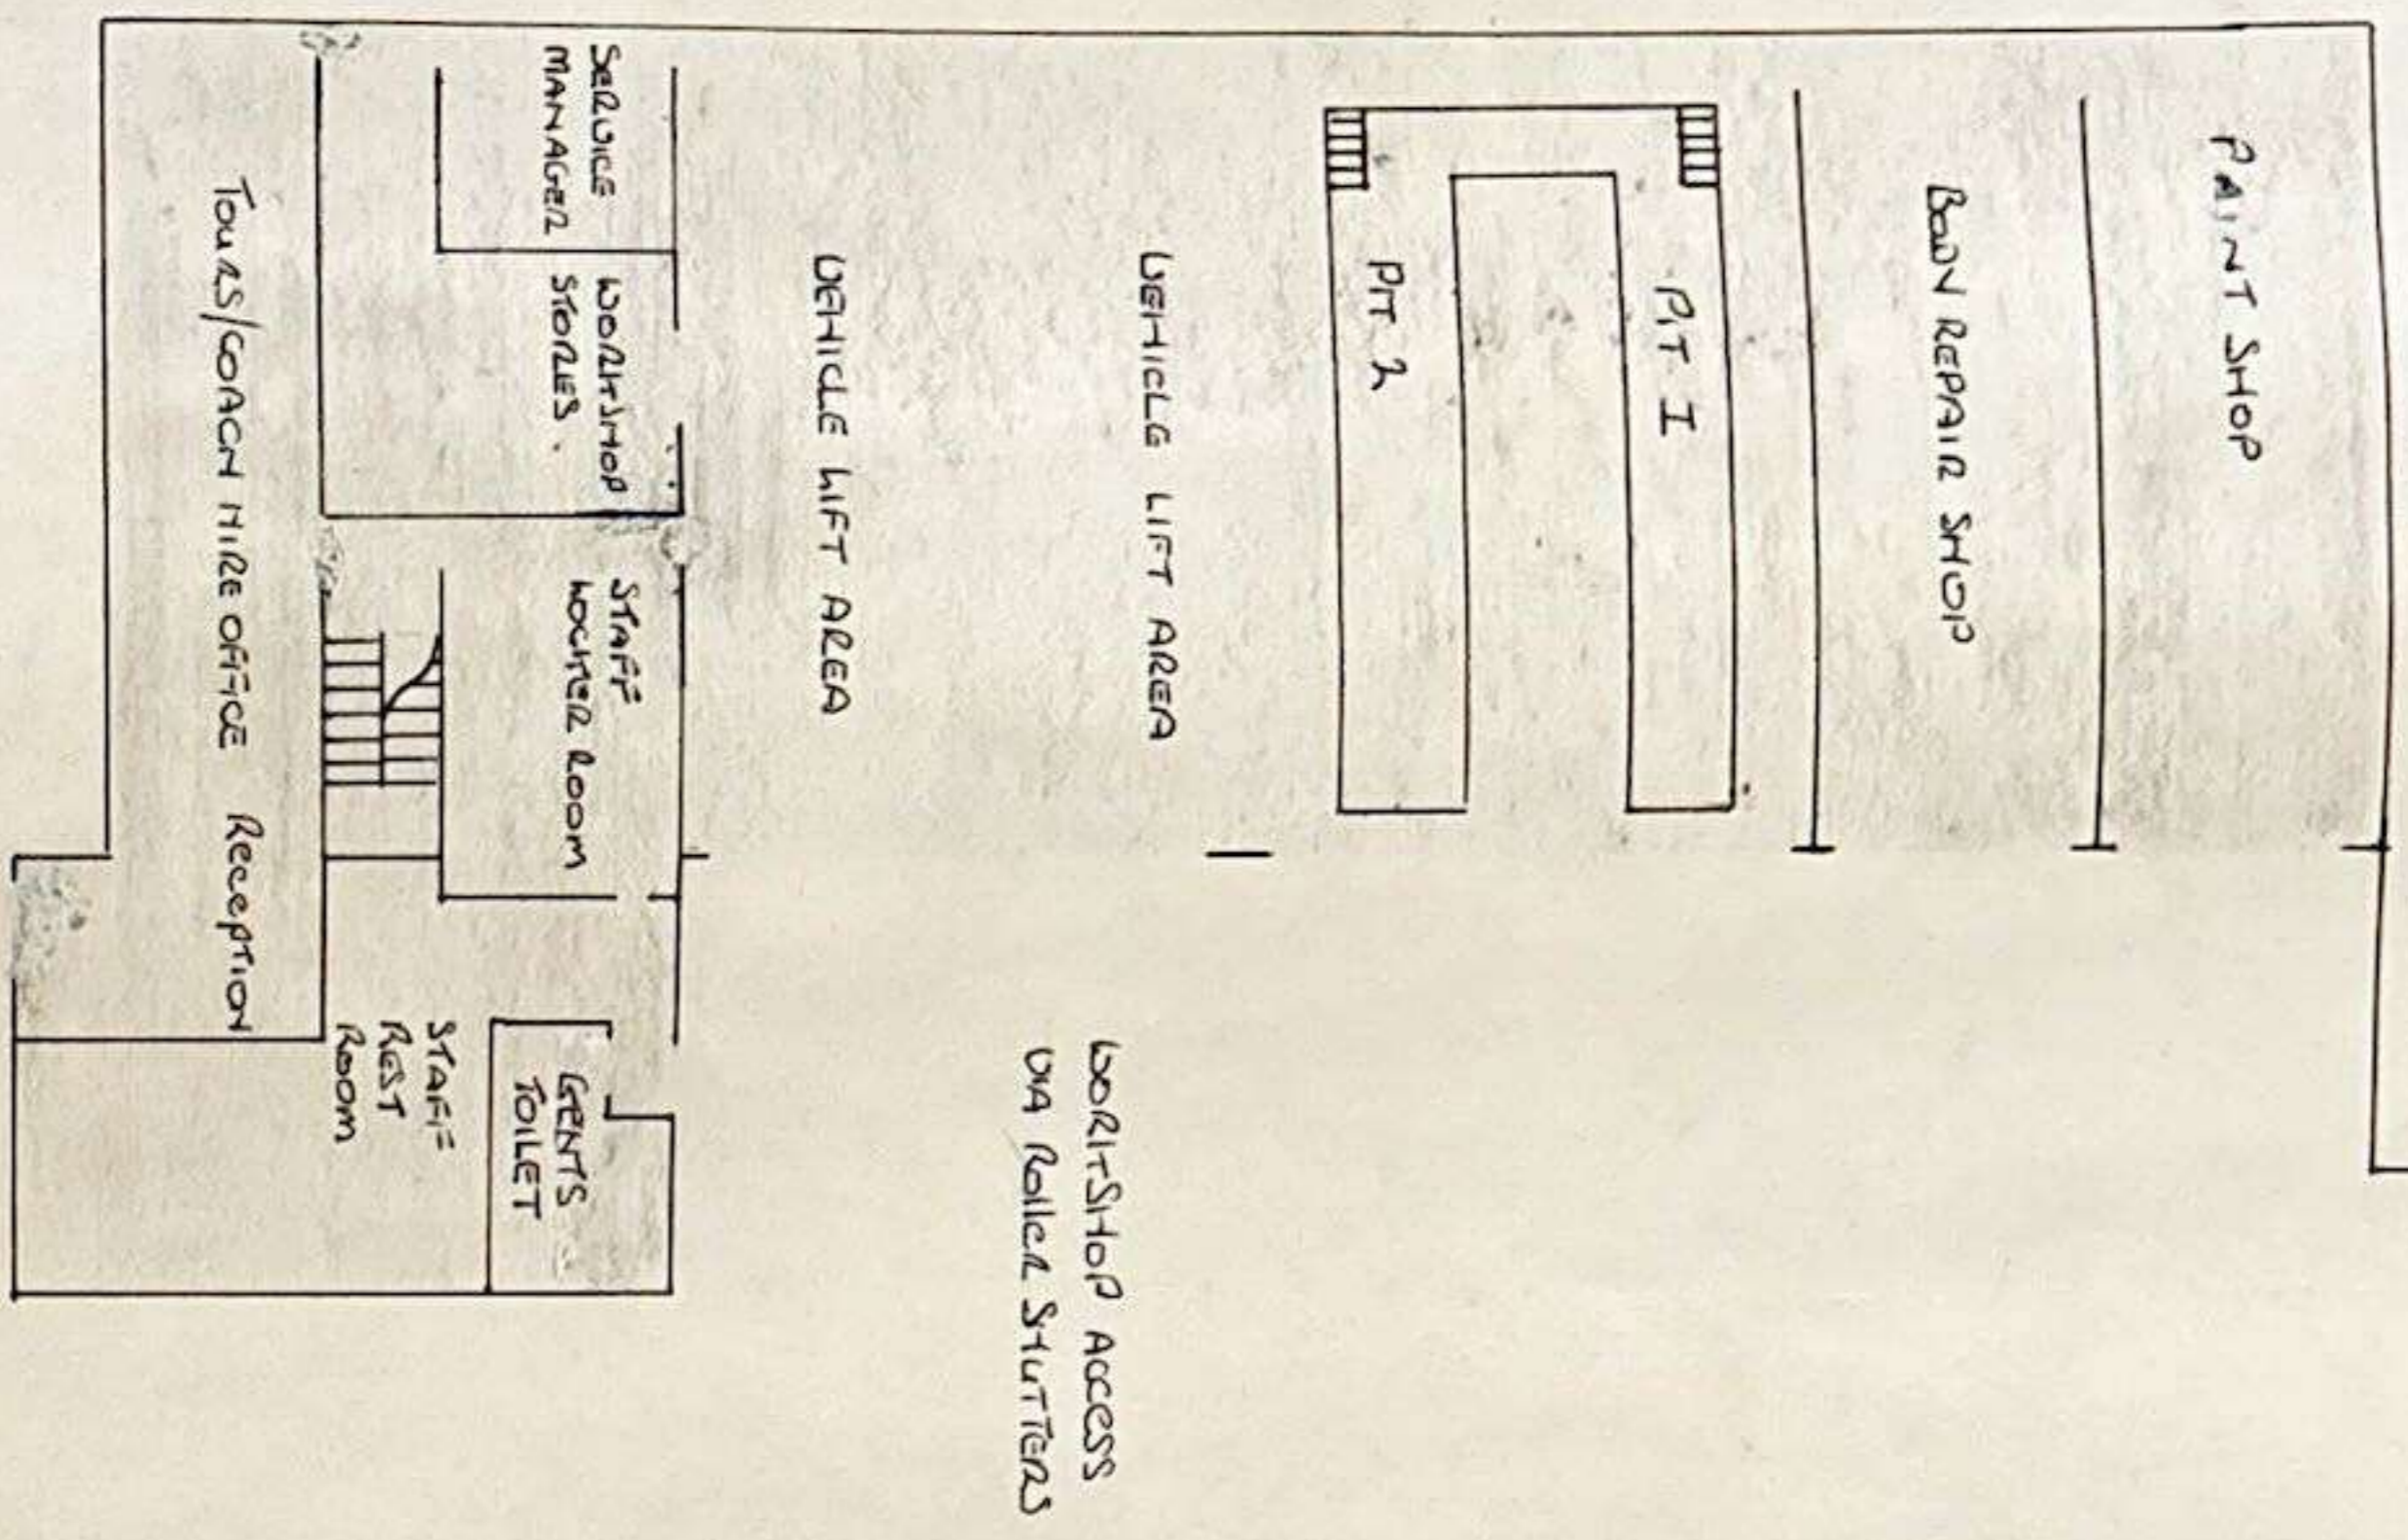 PAINT SHOP
BODY REPAIR SHOP
PIT 1
PIT 2
VEHICLE LIFT AREA
VEHICLE LIFT AREA
WORKSHOP ACCESS
VIA ROLLER SHUTTERS
SERVICE
MANAGER
WORKSHOP
STORES.
STAFF
LOCKER ROOM
GENTS
TOILET
STAFF
REST
ROOM
TOURS/COACH HIRE OFFICE Reception